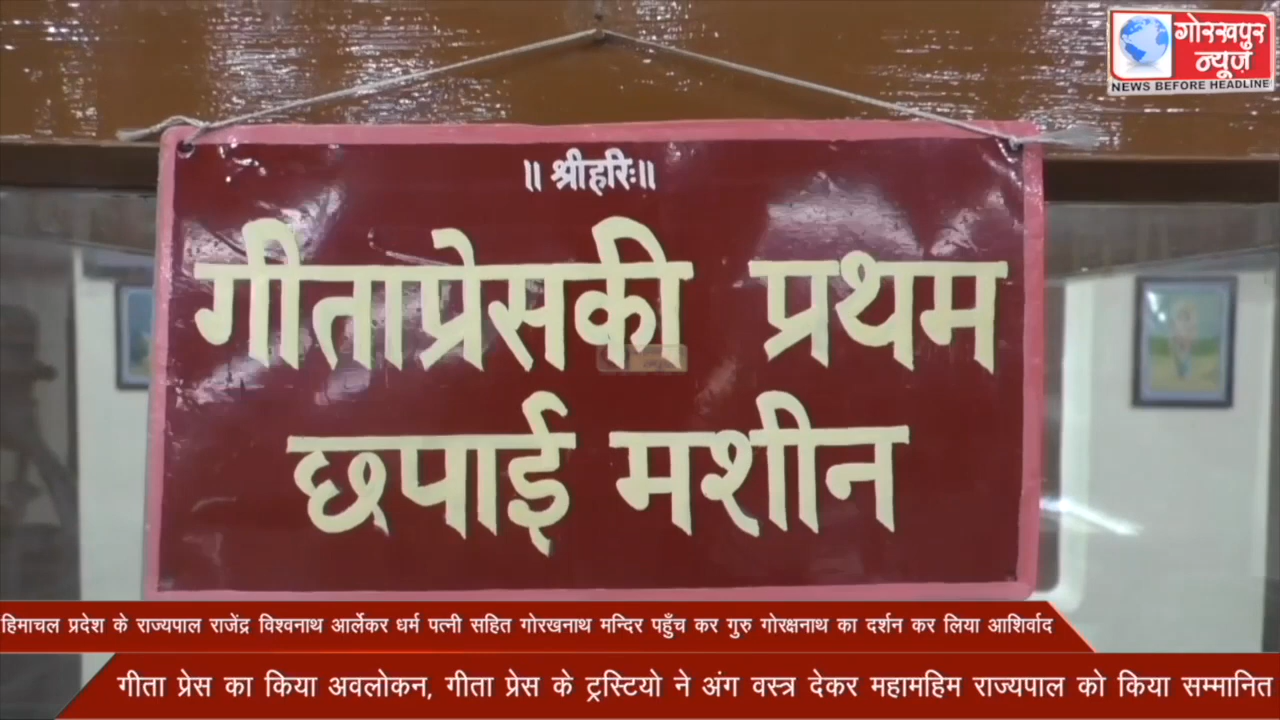 गोरखपुर
न्यूज़
NEWS BEFORE HEADLINE
॥ श्रीहरिः॥
गीताप्रेसकी प्रथम
छपाई मशीन
हिमाचल प्रदेश के राज्यपाल राजेंद्र विश्वनाथ आर्लेकर धर्म पत्नी सहित गोरखनाथ मन्दिर पहुँच कर गुरु गोरक्षनाथ का दर्शन कर लिया आशिर्वाद
गीता प्रेस का किया अवलोकन, गीता प्रेस के ट्रस्टियो ने अंग वस्त्र देकर महामहिम राज्यपाल को किया सम्मानित